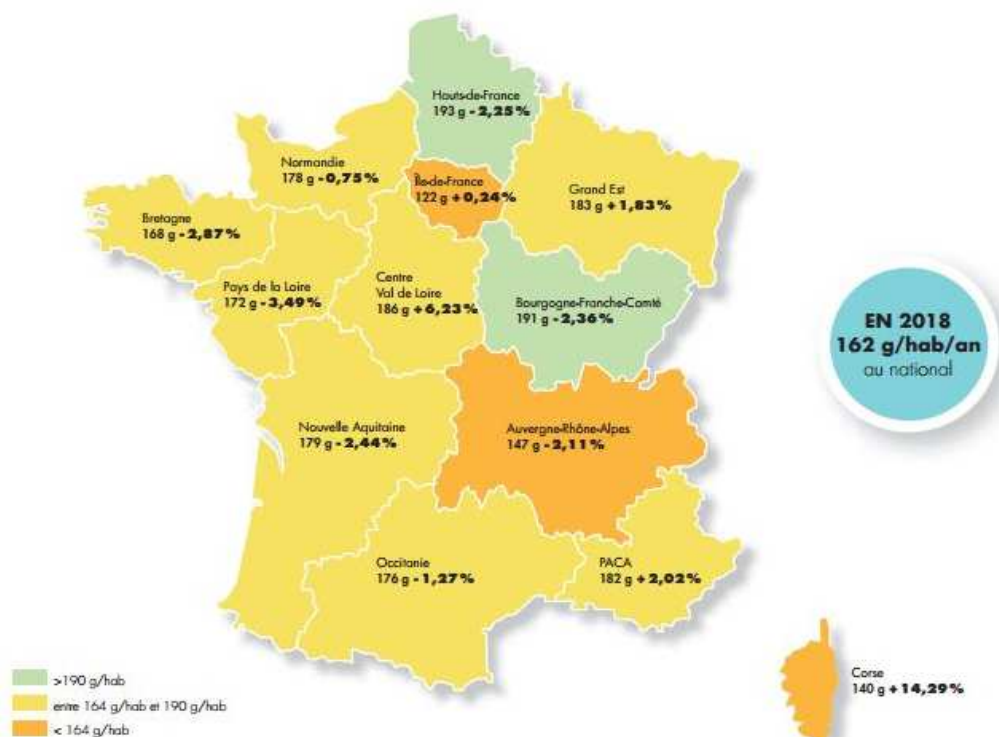 Hauts-de-France
193 g - 2,25%
Normandie
178 g - 0,75%
Île-de-France
122 g + 0,24%
Grand Est
183 g + 1,83%
Bretagne
168 g - 2,87%
Pays de la Loire
172 g - 3,49%
Centre
Val de Loire
186 g + 6,23%
Bourgogne-Franche-Comté
191 g - 2,36%
EN 2018
162 g/hab/an
au national
Nouvelle Aquitaine
179 g - 2,44%
Auvergne-Rhône-Alpes
147 g - 2,11%
Occitanie
176 g - 1,27%
PACA
182 g + 2,02%
Corse
140 g + 14,29%
>190 g/hab
entre 164 g/hab et 190 g/hab
< 164 g/hab